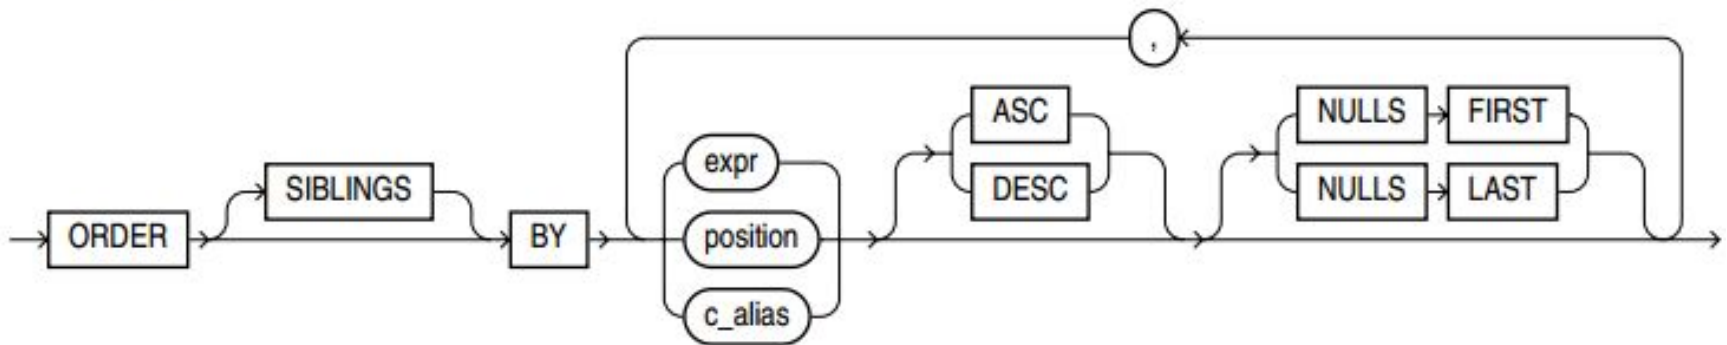 ,
ASC NULLS FIRST
expr
SIBLINGS DESC NULLS LAST
ORDER BY position
c_alias